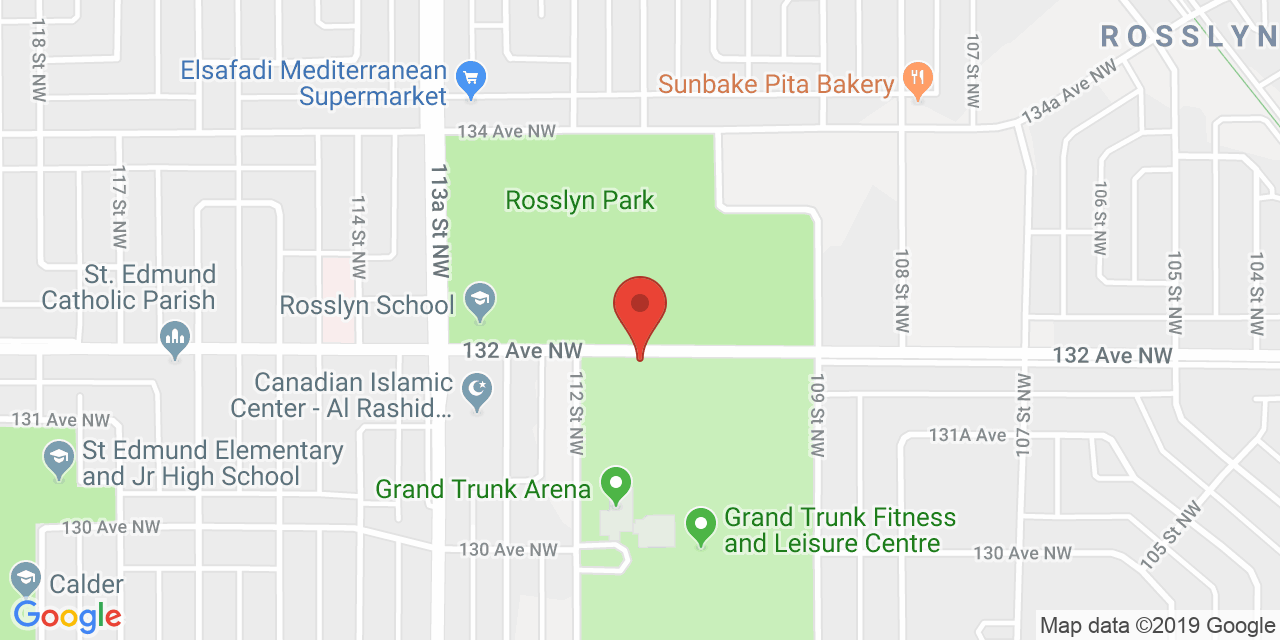 118 St NW
Elsafadi Mediterranean
Supermarket
Sunbake Pita Bakery
107 St NW
ROSSLYN
134a Ave NW
134 Ave NW
117 St NW
114 St NW
113a St NW
Rosslyn Park
106 St NW
108 St NW
105 St NW
104 St NW
St. Edmund
Catholic Parish
Rosslyn School
132 Ave NW
132 Ave NW
Canadian Islamic
Center - Al Rashid...
112 St NW
109 St NW
107 St NW
131 Ave NW
131A Ave
St Edmund Elementary
and Jr High School
Grand Trunk Arena
Grand Trunk Fitness
and Leisure Centre
130 Ave NW
130 Ave NW
130 Ave NW
105 St NW
Calder
Google
Map data ©2019 Google